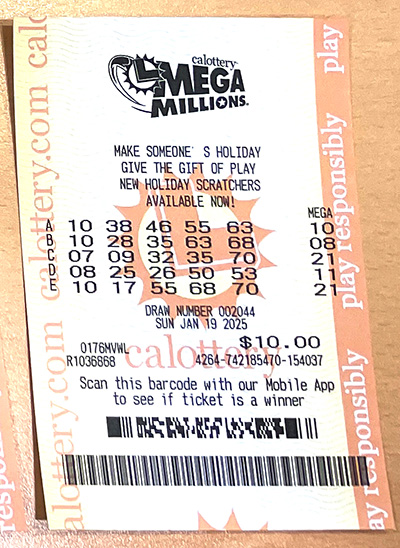 calottery
MEGA
MILLIONS
MAKE SOMEONE' S HOLIDAY
GIVE THE GIFT OF PLAY
NEW HOLIDAY SCRATCHERS
AVAILABLE NOW!
MEGA
A 10 38 46 55 63 10
B 10 28 35 63 68 08
C 07 09 32 35 70 21
D 08 25 26 50 53 11
E 10 17 55 68 70 21
DRAW NUMBER 002044
SUN JAN 19 2025
0176MVWL $10.00
R1036868 4264-742185470-154037
calottery
Scan this barcode with our Mobile App
to see if ticket is a winner
calottery.com calo
play responsibly play